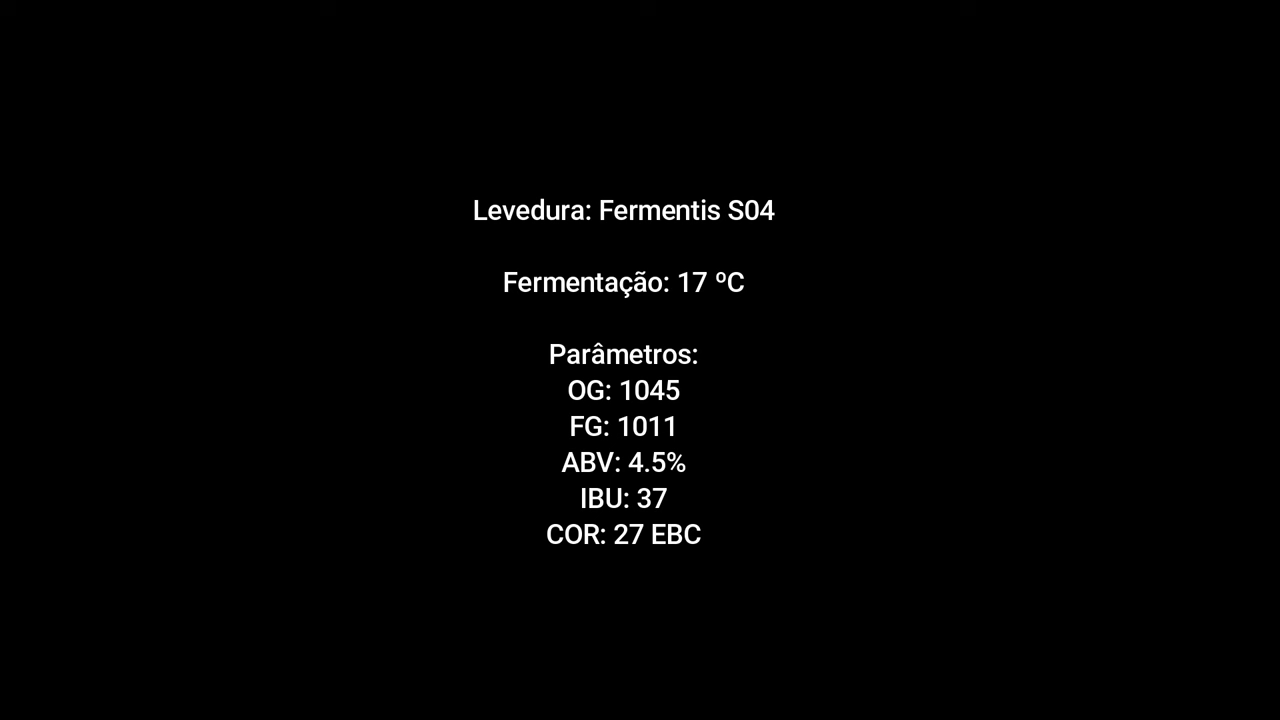 Levedura: Fermentis S04
Fermentação: 17 ºC
Parâmetros:
OG: 1045
FG: 1011
ABV: 4.5%
IBU: 37
COR: 27 EBC